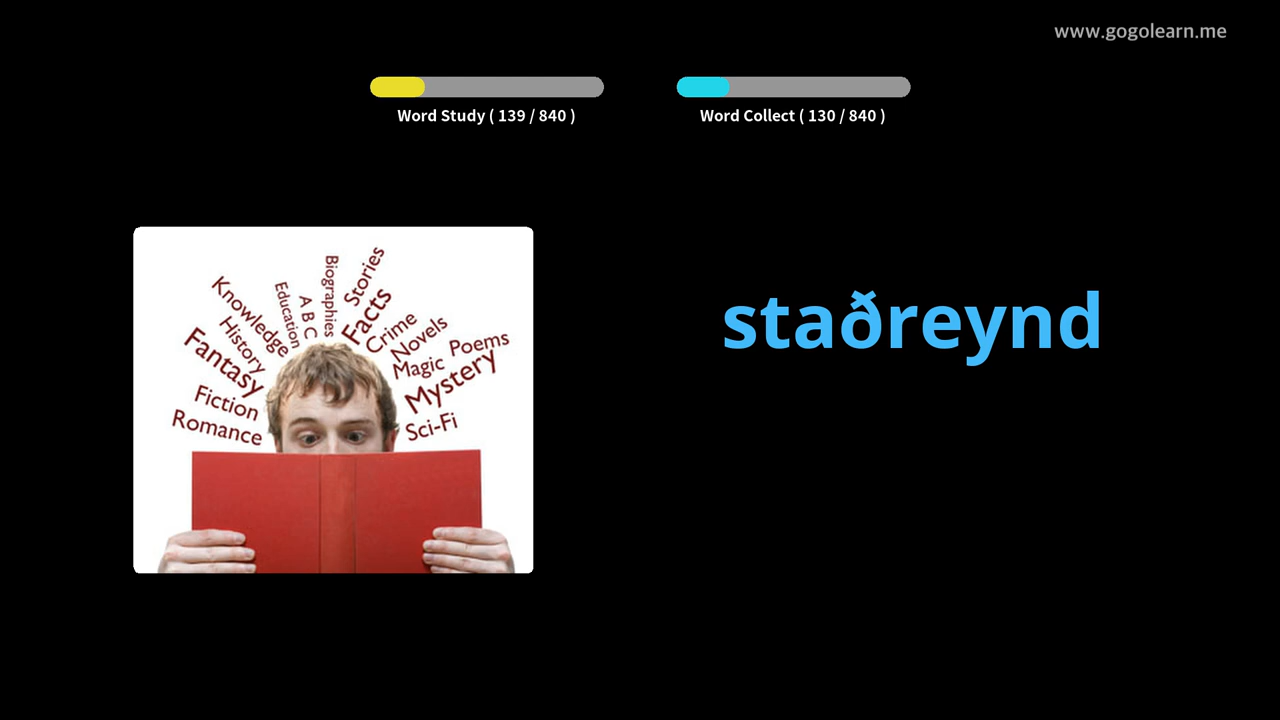 www.gogolearn.me
Word Study ( 139 / 840 )
Word Collect ( 130 / 840 )
Biographies
Stories
Knowledge
Education
A B C
Facts
Crime
History
Novels
Poems
Fantasy
Magic
Mystery
Fiction
Romance
Sci-Fi
staðreynd